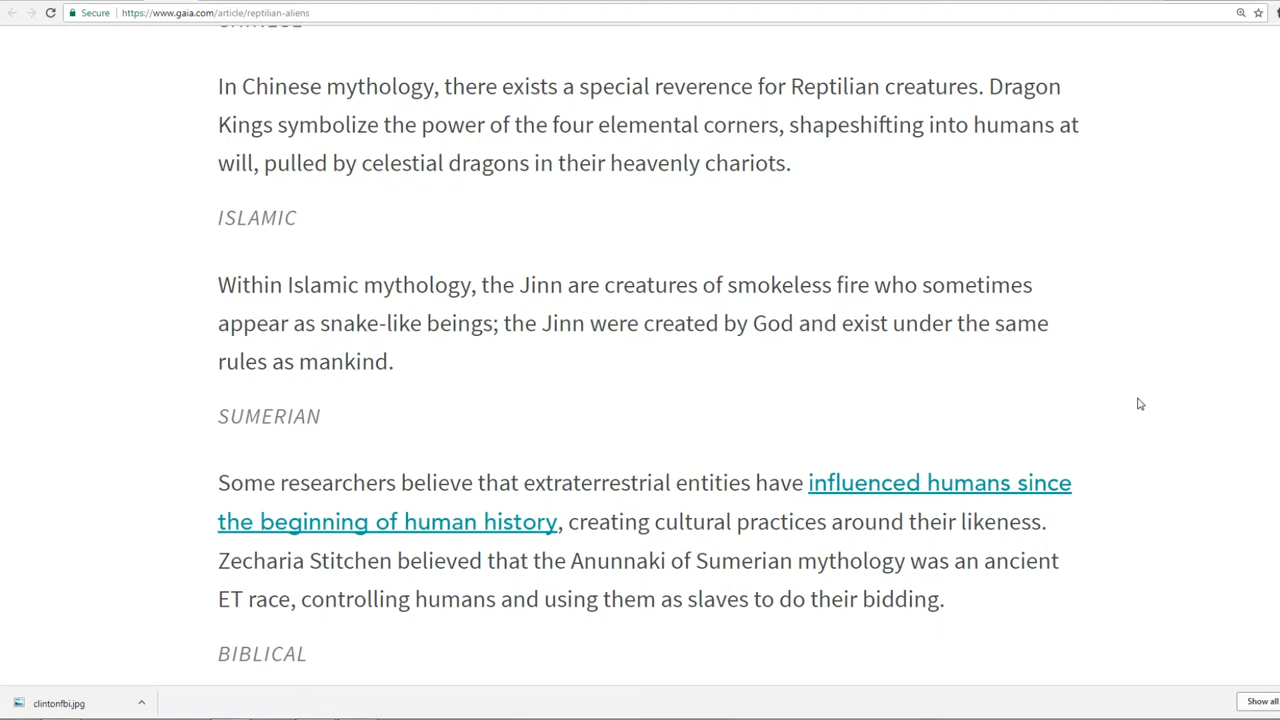 Secure
https://www.gaia.com/article/reptilian-aliens
CHINESE
In Chinese mythology, there exists a special reverence for Reptilian creatures. Dragon
Kings symbolize the power of the four elemental corners, shapeshifting into humans at
will, pulled by celestial dragons in their heavenly chariots.
ISLAMIC
Within Islamic mythology, the Jinn are creatures of smokeless fire who sometimes
appear as snake-like beings; the Jinn were created by God and exist under the same
rules as mankind.
SUMERIAN
Some researchers believe that extraterrestrial entities have influenced humans since
the beginning of human history, creating cultural practices around their likeness.
Zecharia Stitchen believed that the Anunnaki of Sumerian mythology was an ancient
ET race, controlling humans and using them as slaves to do their bidding.
BIBLICAL
clintonfbi.jpg
Show all